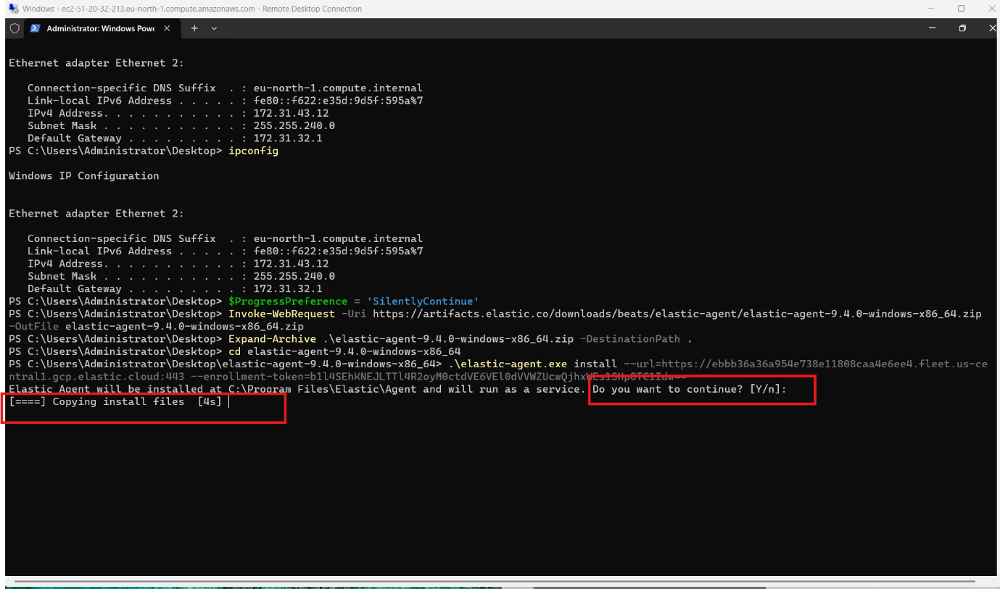 Windows - ec2-51-20-32-213.eu-north-1.compute.amazonaws.com - Remote Desktop Connection
Administrator: Windows Powe
Ethernet adapter Ethernet 2:
Connection-specific DNS Suffix . : eu-north-1.compute.internal
Link-local IPv6 Address . . . . . : fe80::f622:e35d:9d5f:595a%7
IPv4 Address. . . . . . . . . . . : 172.31.43.12
Subnet Mask . . . . . . . . . . . : 255.255.240.0
Default Gateway . . . . . . . . . : 172.31.32.1
PS C:\Users\Administrator\Desktop> ipconfig
Windows IP Configuration
Ethernet adapter Ethernet 2:
Connection-specific DNS Suffix . : eu-north-1.compute.internal
Link-local IPv6 Address . . . . . : fe80::f622:e35d:9d5f:595a%7
IPv4 Address. . . . . . . . . . . : 172.31.43.12
Subnet Mask . . . . . . . . . . . : 255.255.240.0
Default Gateway . . . . . . . . . : 172.31.32.1
PS C:\Users\Administrator\Desktop> $ProgressPreference = 'SilentlyContinue'
PS C:\Users\Administrator\Desktop> Invoke-WebRequest -Uri https://artifacts.elastic.co/downloads/beats/elastic-agent/elastic-agent-9.4.0-windows-x86_64.zip
-OutFile elastic-agent-9.4.0-windows-x86_64.zip
PS C:\Users\Administrator\Desktop> Expand-Archive .\elastic-agent-9.4.0-windows-x86_64.zip -DestinationPath .
PS C:\Users\Administrator\Desktop> cd elastic-agent-9.4.0-windows-x86_64
PS C:\Users\Administrator\Desktop\elastic-agent-9.4.0-windows-x86_64> .\elastic-agent.exe install --url=https://ebbb36a36a954e738e11808caa4e6ee4.fleet.us-ce
ntral1.gcp.elastic.cloud:443
Elastic Agent will be installed at C:\Program Files\Elastic\Agent and will run as a service. Do you want to continue? [Y/n]:
[====] Copying install files [4s]